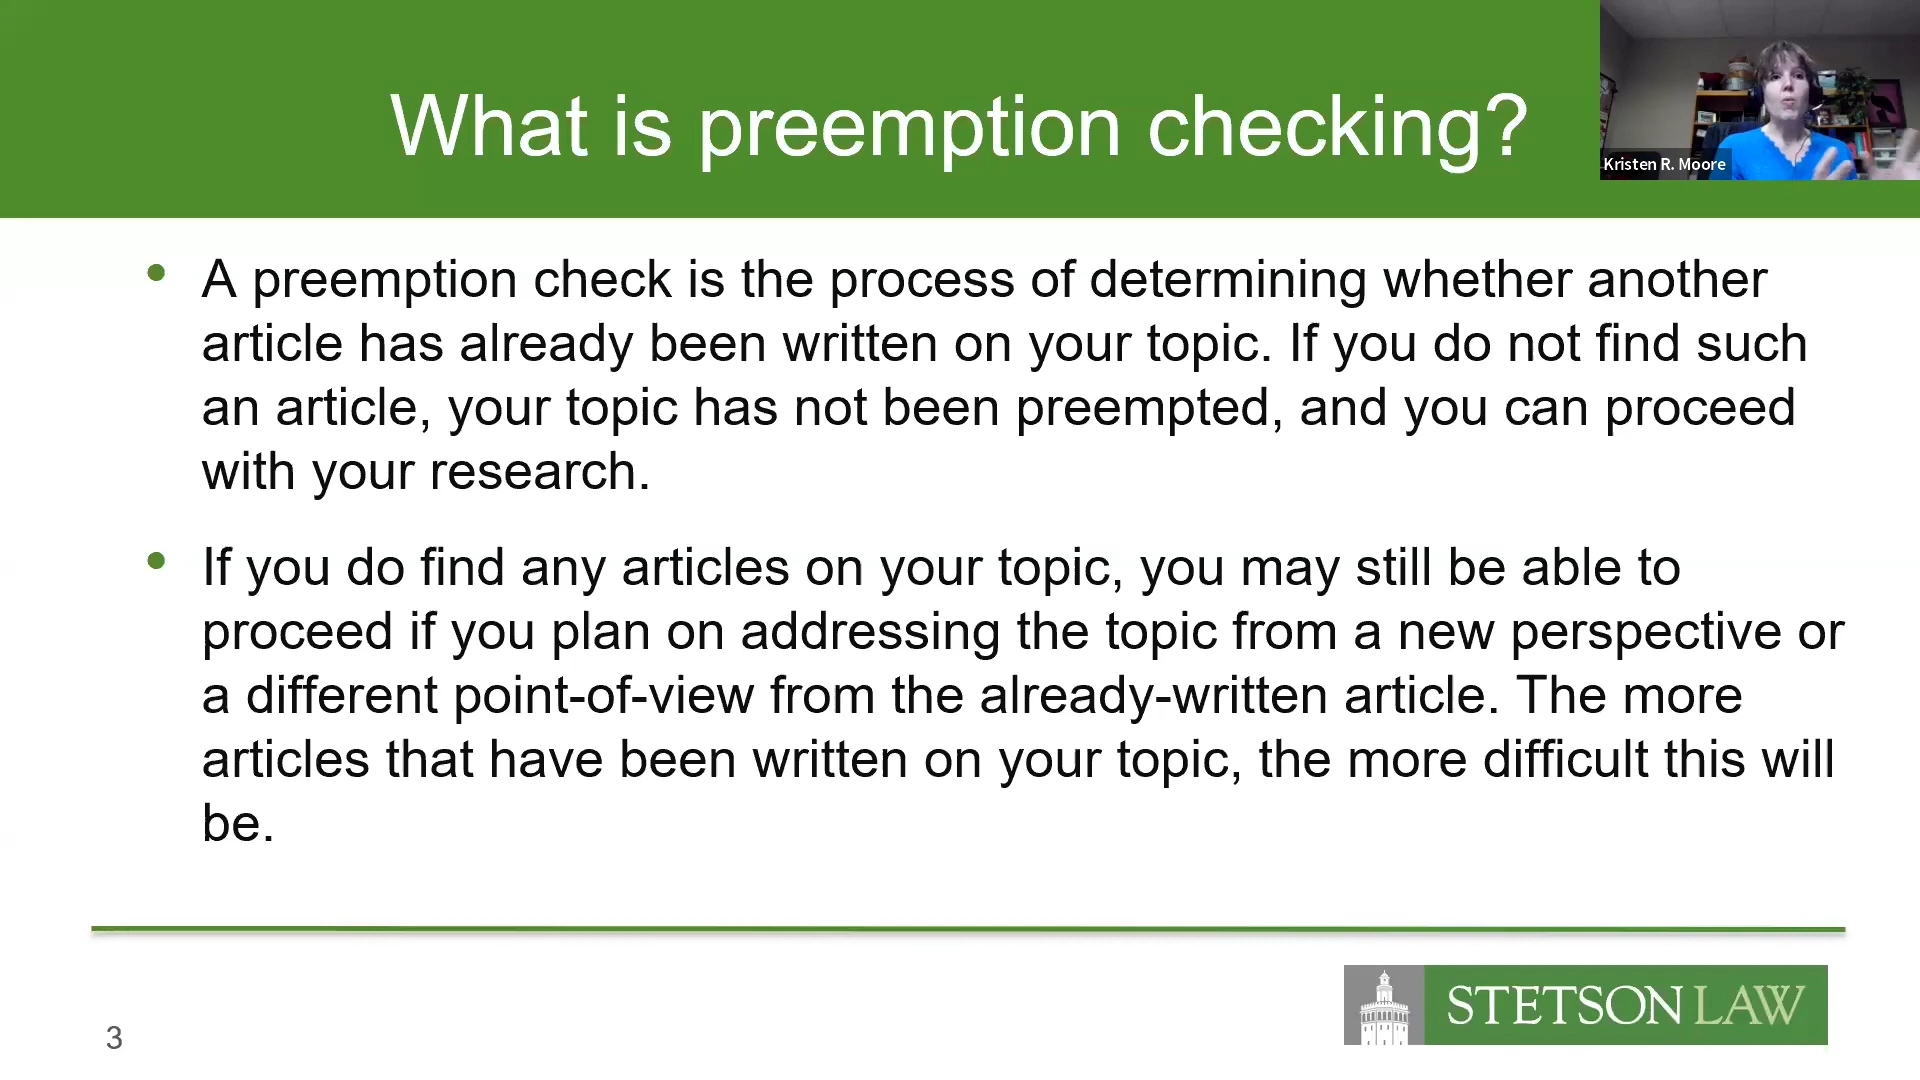 What is preemption checking?
Kristen R. Moore
• A preemption check is the process of determining whether another
article has already been written on your topic. If you do not find such
an article, your topic has not been preempted, and you can proceed
with your research.
• If you do find any articles on your topic, you may still be able to
proceed if you plan on addressing the topic from a new perspective or
a different point-of-view from the already-written article. The more
articles that have been written on your topic, the more difficult this will
be.
3
STETSON LAW